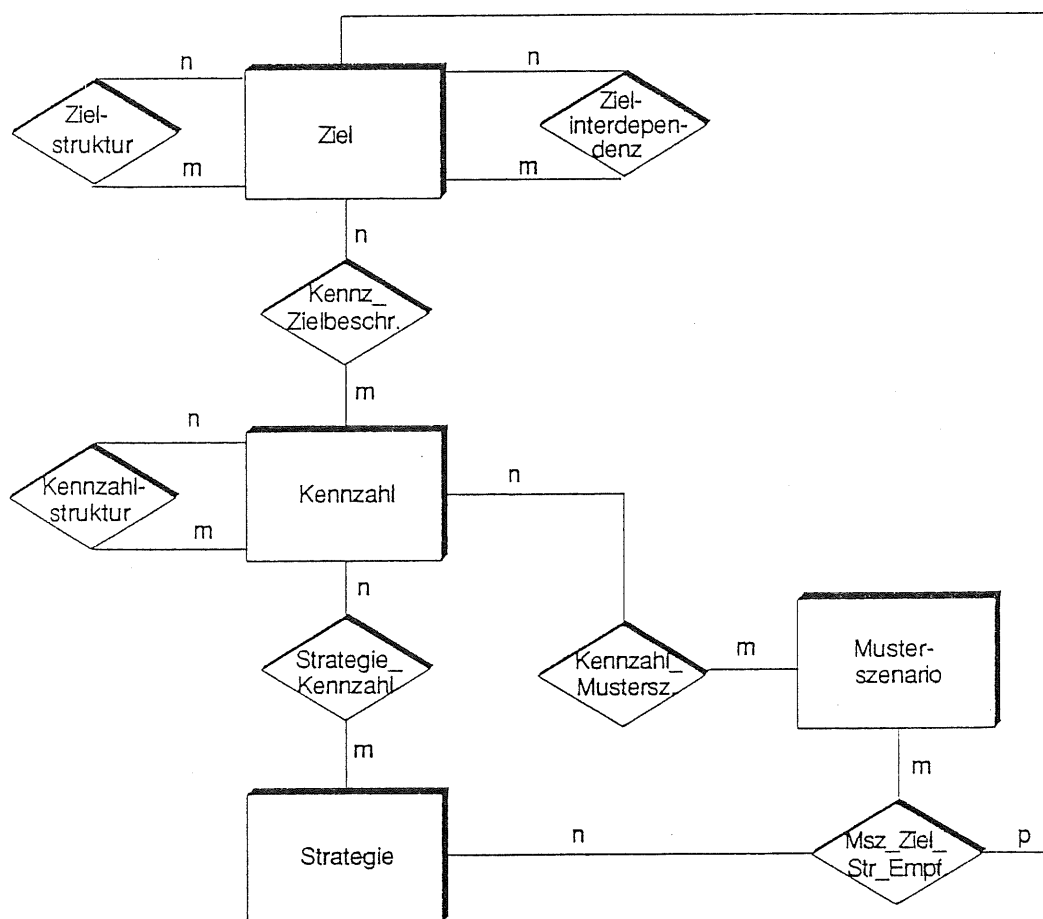 n
n
Ziel-
struktur
Ziel
Ziel-
interdepen-
denz
m
m
n
Kennz_
Zielbeschr.
m
n
Kennzahl-
struktur
Kennzahl
n
m
n
Strategie_
Kennzahl
Kennzahl_
Mustersz.
m
Muster-
szenario
m
m
Strategie
n
Msz_Ziel_
Str_Empf
p